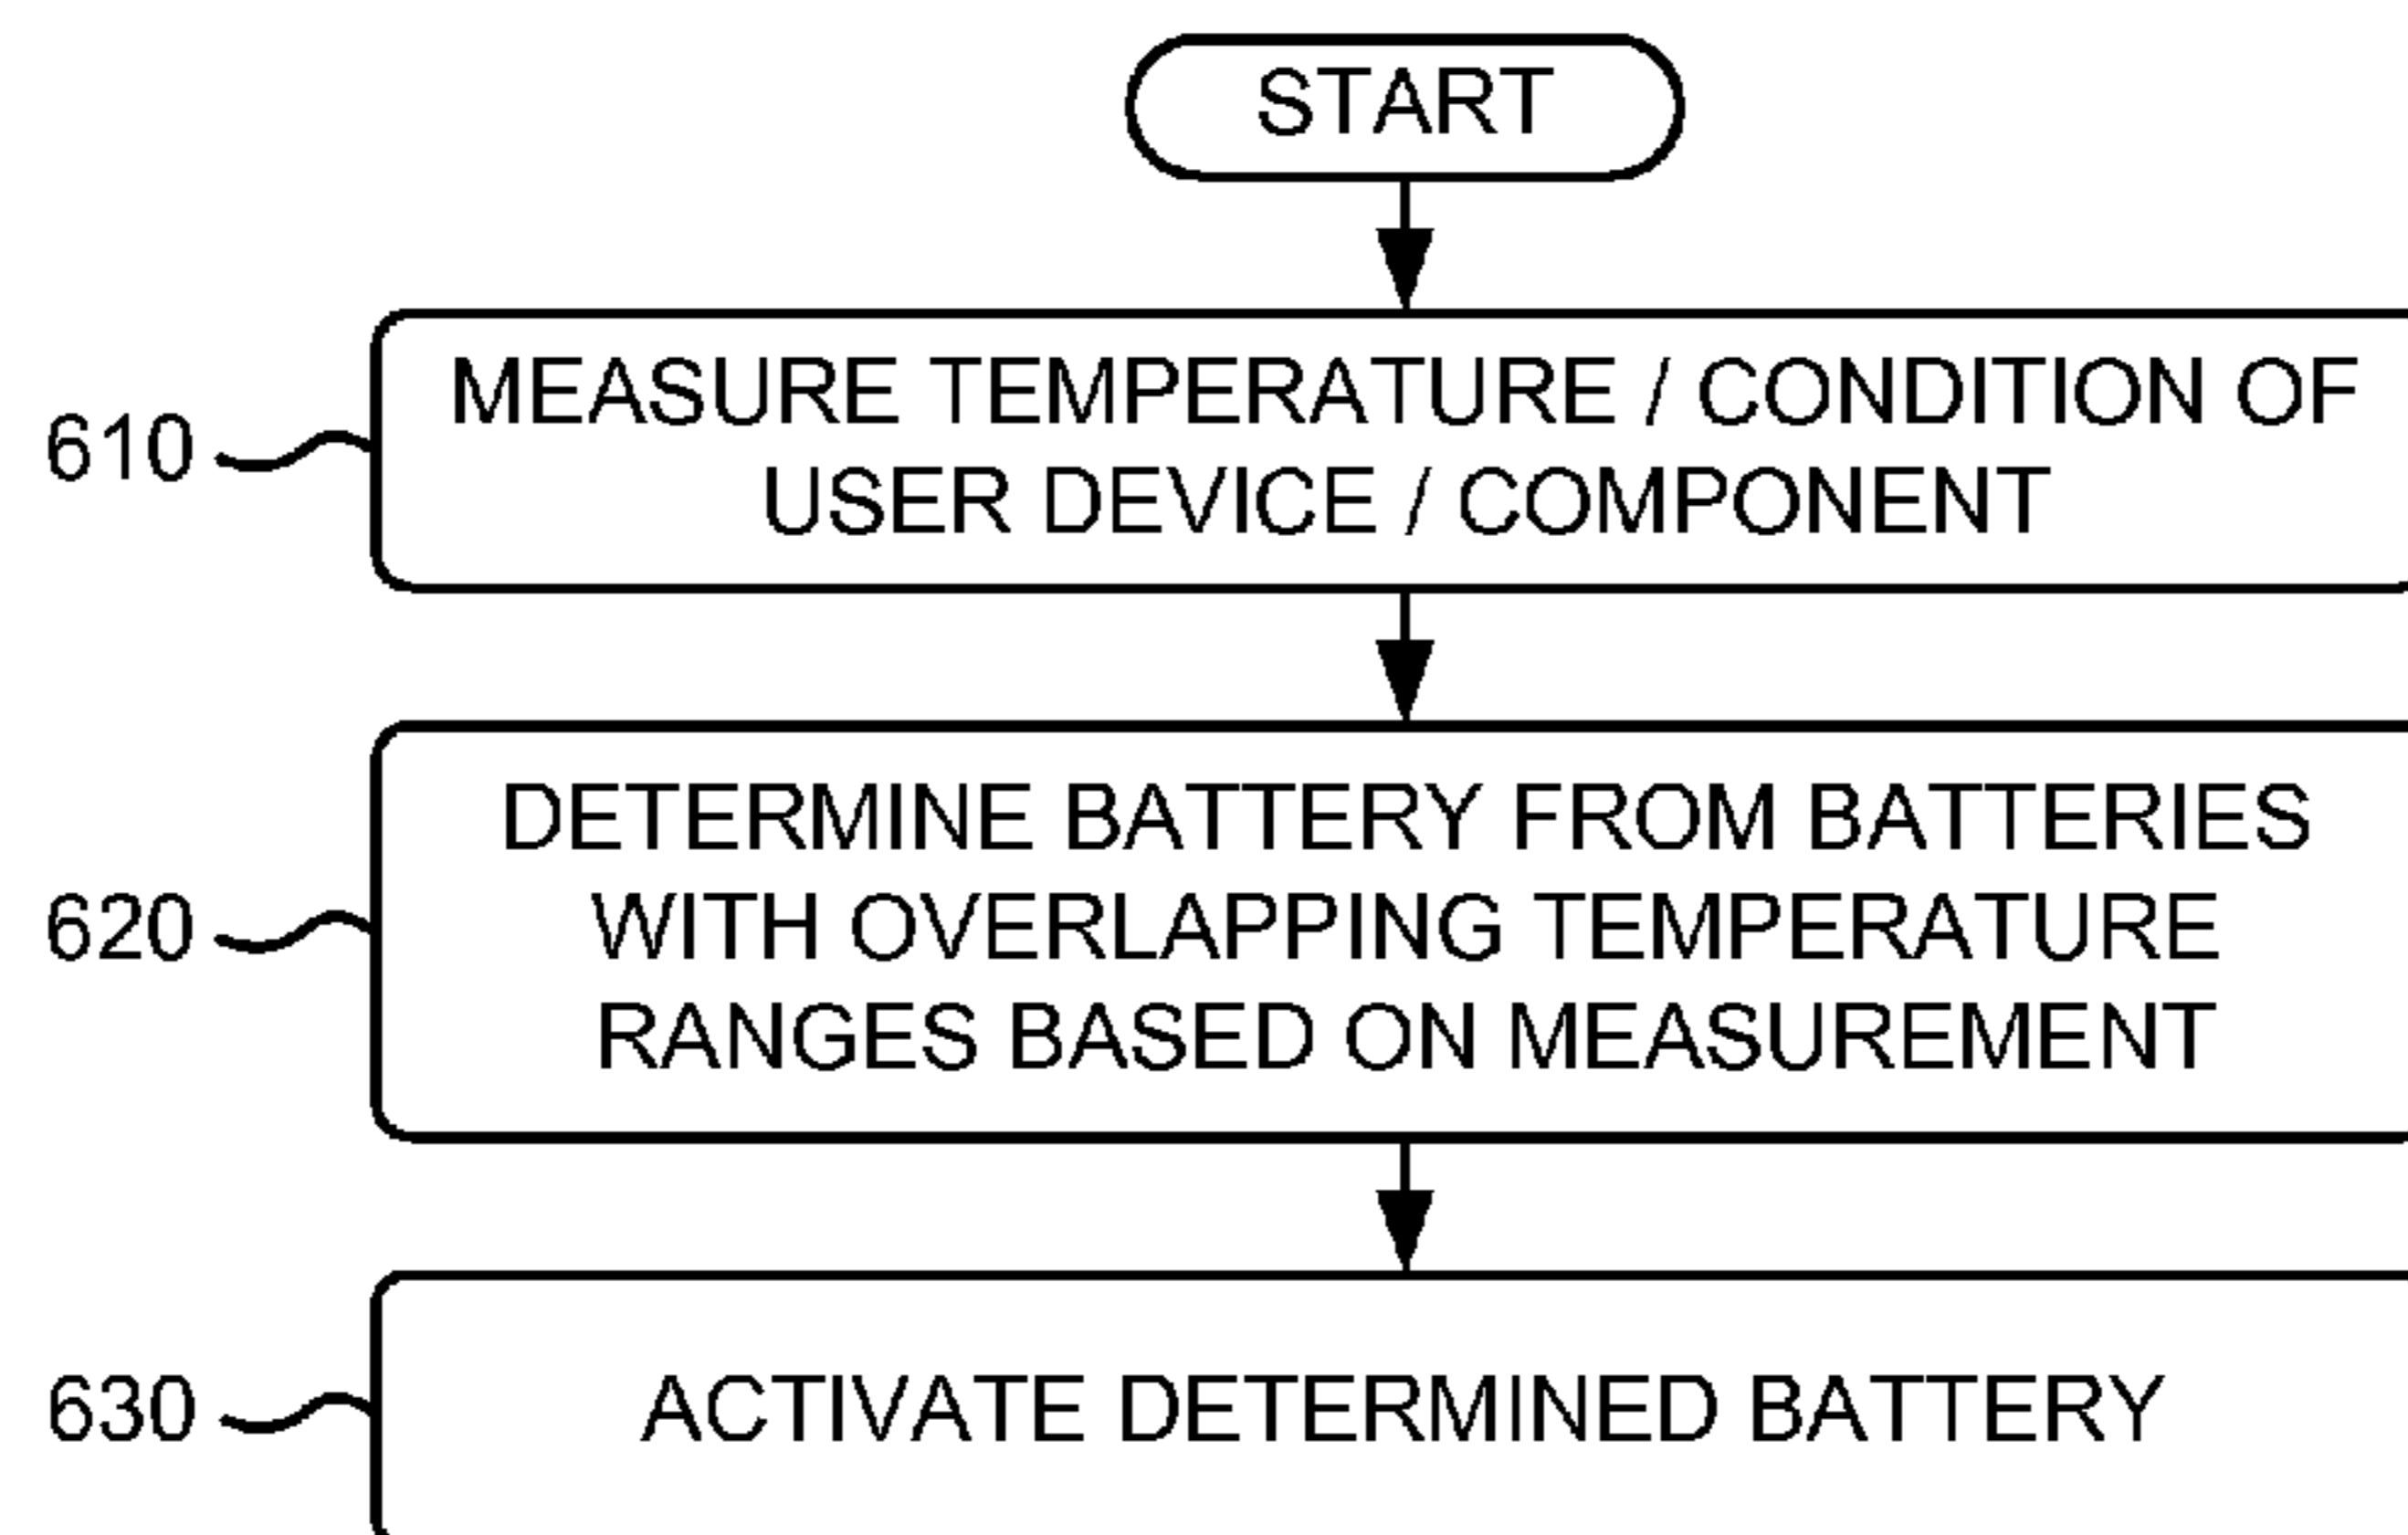 START
610
MEASURE TEMPERATURE / CONDITION OF
USER DEVICE / COMPONENT
620
DETERMINE BATTERY FROM BATTERIES
WITH OVERLAPPING TEMPERATURE
RANGES BASED ON MEASUREMENT
630
ACTIVATE DETERMINED BATTERY